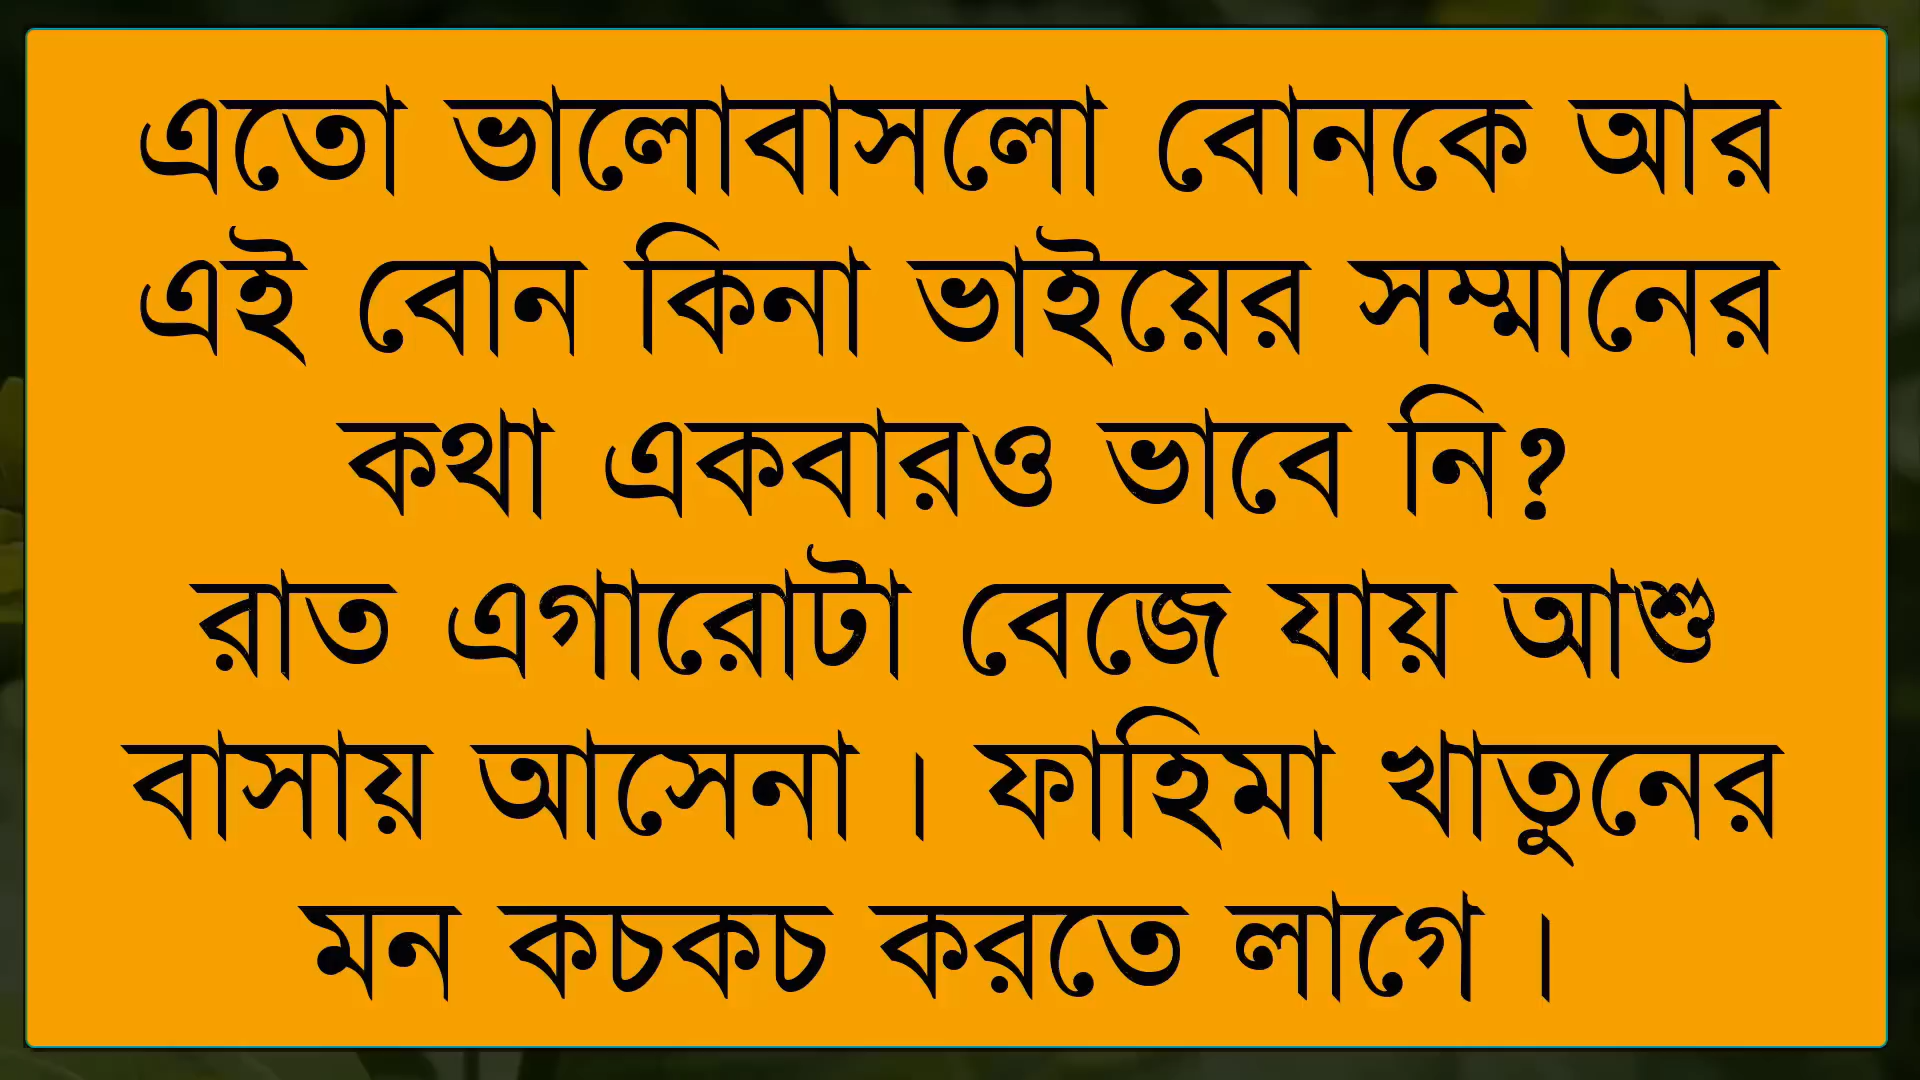 এতো ভালোবাসলো বোনকে আর
এই বোন কিনা ভাইয়ের সম্মানের
কথা একবারও ভাবে নি?
রাত এগারোটা বেজে যায় আশু
বাসায় আসেনা । ফাহিমা খাতুনের
মন কচকচ করতে লাগে ।